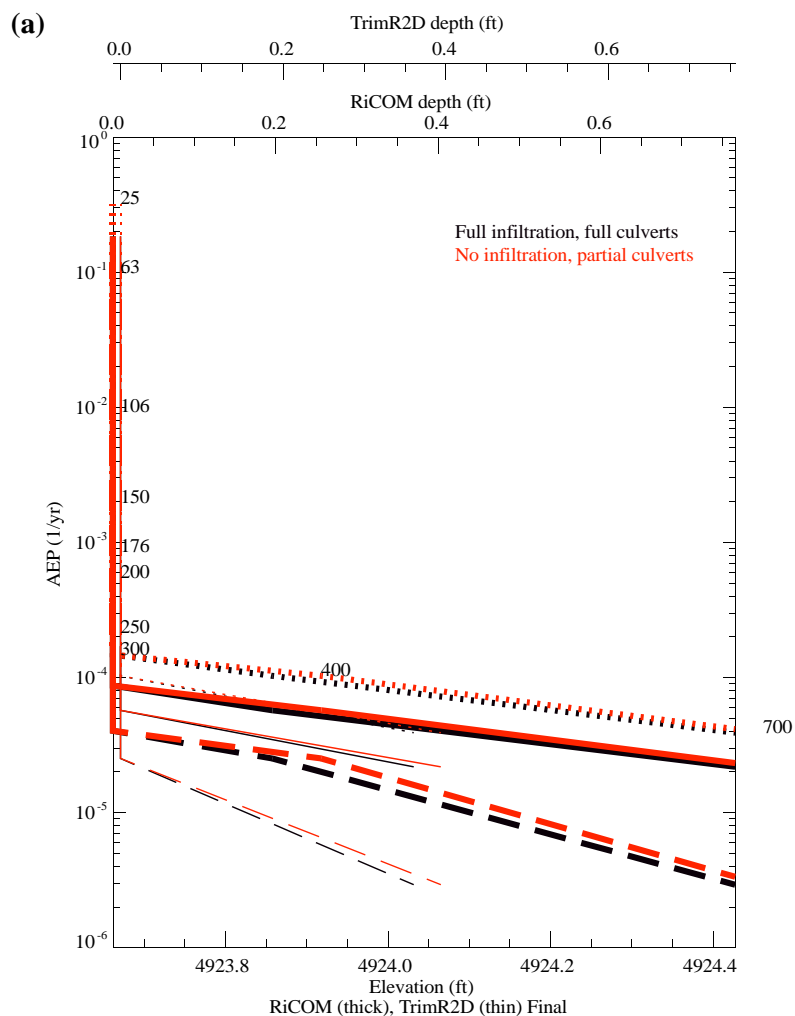 (a)
TrimR2D depth (ft)
0.0 0.2 0.4 0.6
RiCOM depth (ft)
0.0 0.2 0.4 0.6
10⁰
25
Full infiltration, full culverts
No infiltration, partial culverts
63
10⁻¹
106
10⁻²
150
AEP (1/yr)
176
10⁻³
200
250
300
400
10⁻⁴
700
10⁻⁵
10⁻⁶
4923.8 4924.0 4924.2 4924.4
Elevation (ft)
RiCOM (thick), TrimR2D (thin) Final